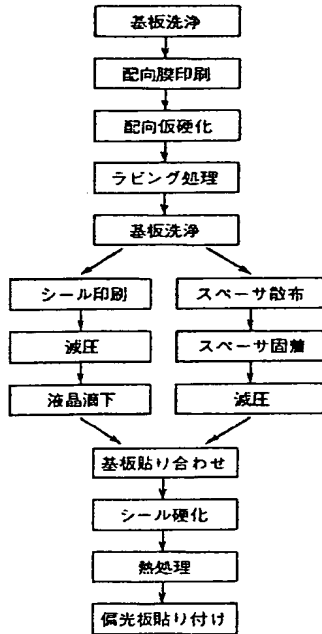 基板洗浄
配向膜印刷
配向仮硬化
ラビング処理
基板洗浄
シール印刷
減圧
液晶滴下
スペーサ散布
スペーサ固着
減圧
基板貼り合わせ
シール硬化
熱処理
偏光板貼り付け